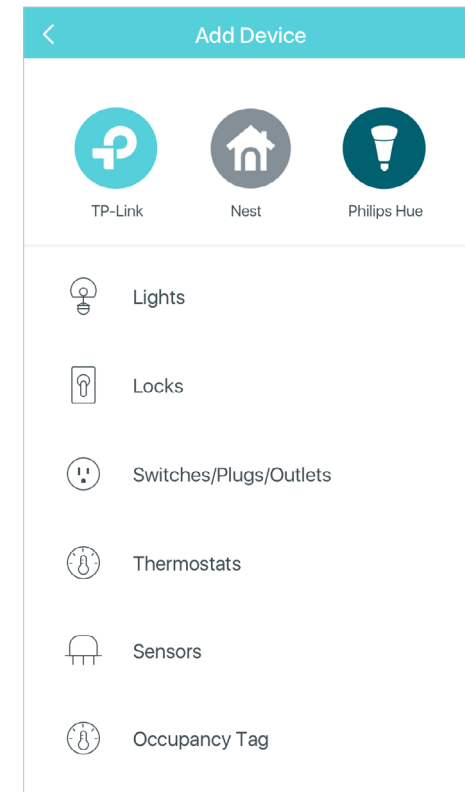 Add Device
TP-Link Nest Philips Hue
Lights
Locks
Switches/Plugs/Outlets
Thermostats
Sensors
Occupancy Tag